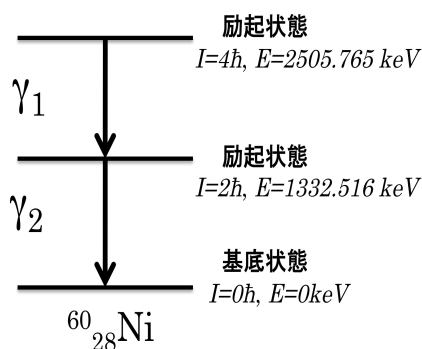 励起状態
I=4ħ, E=2505.765 keV
γ1
励起状態
I=2ħ, E=1332.516 keV
γ2
基底状態
I=0ħ, E=0keV
60 28Ni